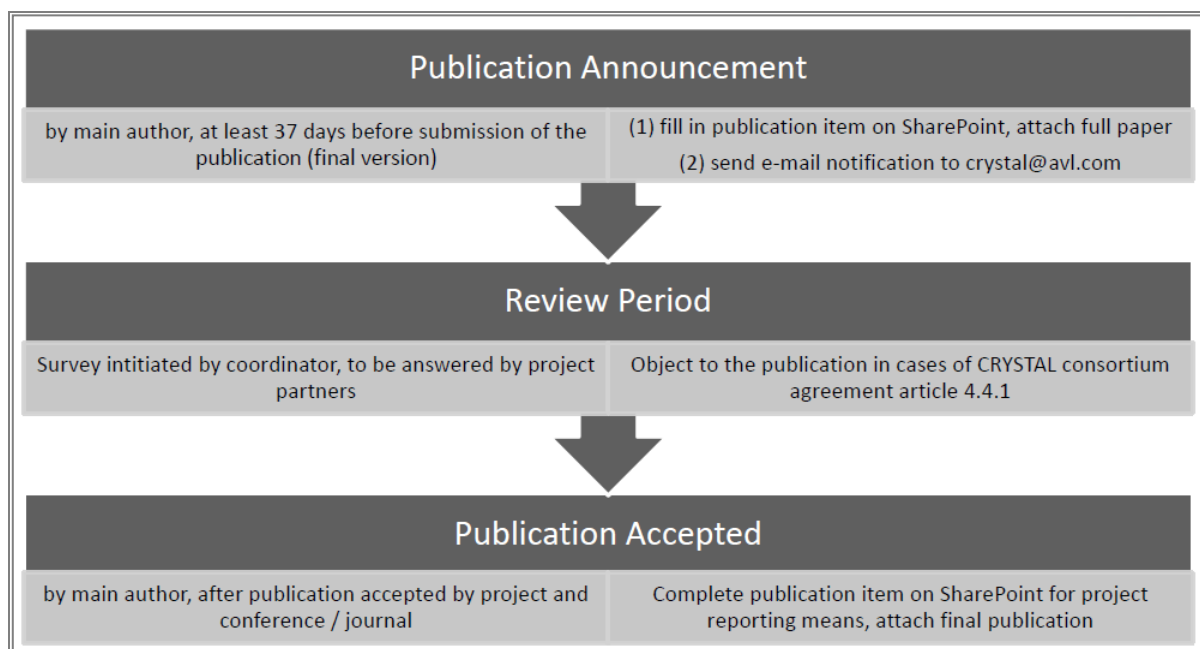 Publication Announcement
by main author, at least 37 days before submission of the
publication (final version)
(1) fill in publication item on SharePoint, attach full paper
(2) send e-mail notification to crystal@avl.com
Review Period
Survey intitiated by coordinator, to be answered by project
partners
Object to the publication in cases of CRYSTAL consortium
agreement article 4.4.1
Publication Accepted
by main author, after publication accepted by project and
conference / journal
Complete publication item on SharePoint for project
reporting means, attach final publication